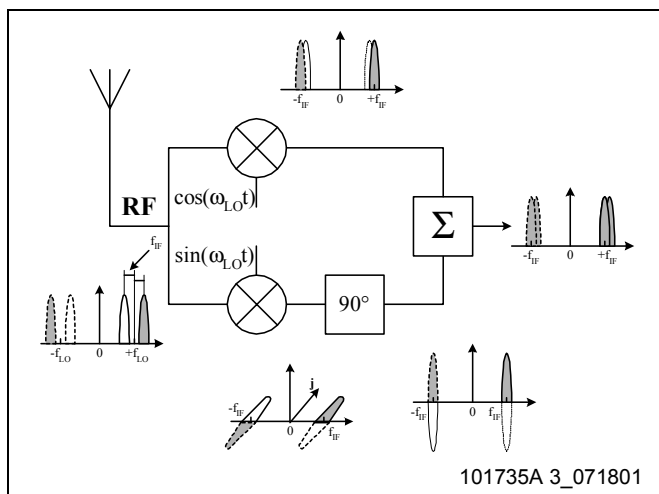 -f_IF 0 +f_IF
RF
cos(ω_LO t)
Σ
-f_IF 0 +f_IF
f_IF
sin(ω_LO t)
90°
-f_LO 0 +f_LO
-f_IF 0 f_IF
j
-f_IF 0 f_IF
101735A 3_071801